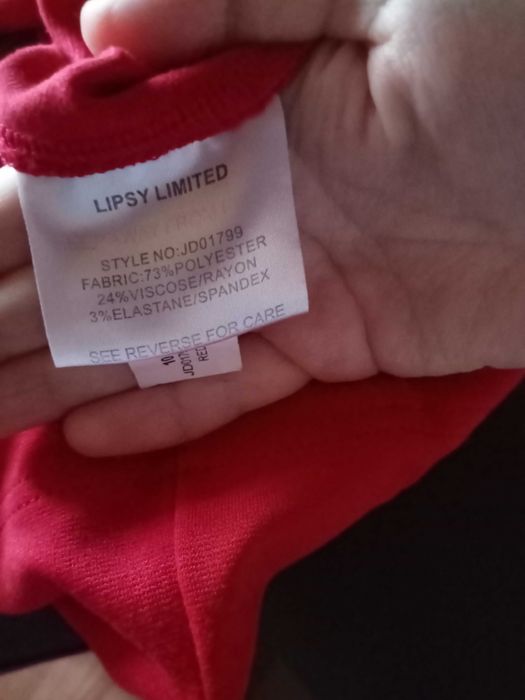 LIPSY LIMITED
STYLE NO:JD01799
FABRIC:73%POLYESTER
24%VISCOSE/RAYON
3%ELASTANE/SPANDEX
SEE REVERSE FOR CARE
10
RED